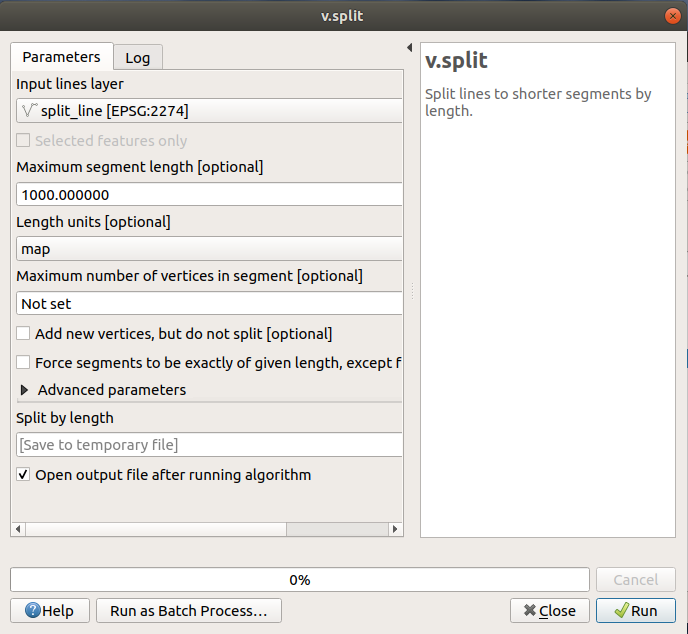 v.split
Parameters
Log
Input lines layer
split_line [EPSG:2274]
Selected features only
Maximum segment length [optional]
1000.000000
Length units [optional]
map
Maximum number of vertices in segment [optional]
Not set
Add new vertices, but do not split [optional]
Force segments to be exactly of given length, except f
Advanced parameters
Split by length
[Save to temporary file]
Open output file after running algorithm
v.split
Split lines to shorter segments by
length.
0%
Cancel
Help
Run as Batch Process...
Close
Run